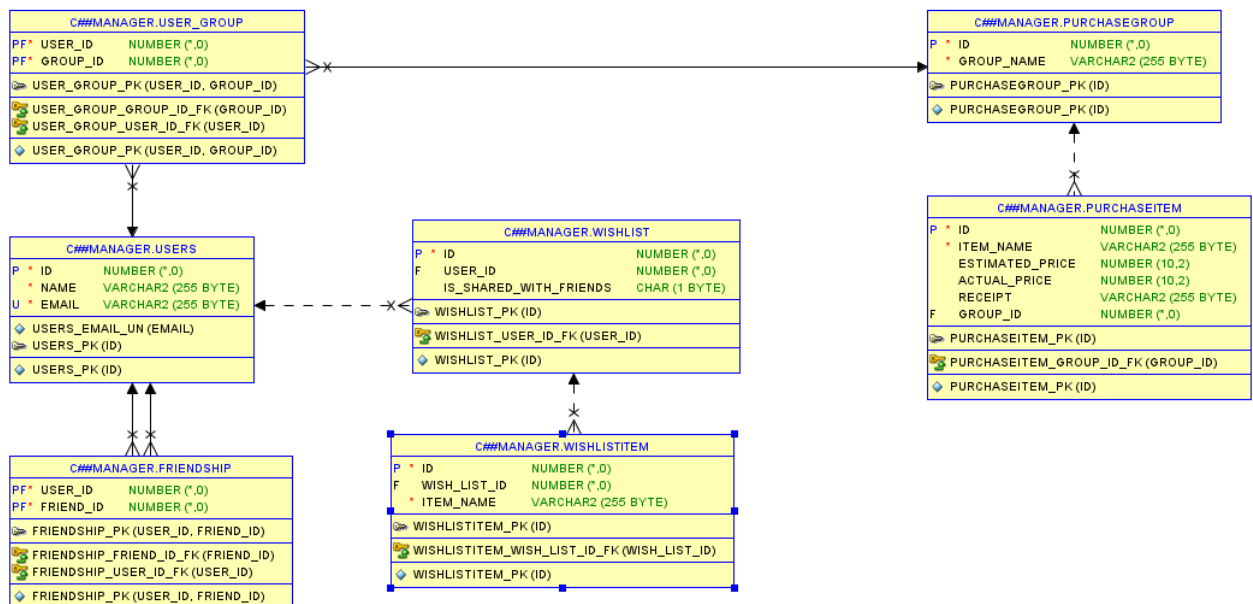 C##MANAGER.USER_GROUP
PF* USER_ID NUMBER (*,0)
PF* GROUP_ID NUMBER (*,0)
USER_GROUP_PK (USER_ID, GROUP_ID)
USER_GROUP_GROUP_ID_FK (GROUP_ID)
USER_GROUP_USER_ID_FK (USER_ID)
USER_GROUP_PK (USER_ID, GROUP_ID)
C##MANAGER.PURCHASEGROUP
P * ID NUMBER (*,0)
* GROUP_NAME VARCHAR2 (255 BYTE)
PURCHASEGROUP_PK (ID)
PURCHASEGROUP_PK (ID)
C##MANAGER.USERS
P * ID NUMBER (*,0)
* NAME VARCHAR2 (255 BYTE)
U * EMAIL VARCHAR2 (255 BYTE)
USERS_EMAIL_UN (EMAIL)
USERS_PK (ID)
USERS_PK (ID)
C##MANAGER.WISHLIST
P * ID NUMBER (*,0)
F USER_ID NUMBER (*,0)
IS_SHARED_WITH_FRIENDS CHAR (1 BYTE)
WISHLIST_PK (ID)
WISHLIST_USER_ID_FK (USER_ID)
WISHLIST_PK (ID)
C##MANAGER.PURCHASEITEM
P * ID NUMBER (*,0)
* ITEM_NAME VARCHAR2 (255 BYTE)
ESTIMATED_PRICE NUMBER (10,2)
ACTUAL_PRICE NUMBER (10,2)
RECEIPT VARCHAR2 (255 BYTE)
F GROUP_ID NUMBER (*,0)
PURCHASEITEM_PK (ID)
PURCHASEITEM_GROUP_ID_FK (GROUP_ID)
PURCHASEITEM_PK (ID)
C##MANAGER.FRIENDSHIP
PF* USER_ID NUMBER (*,0)
PF* FRIEND_ID NUMBER (*,0)
FRIENDSHIP_PK (USER_ID, FRIEND_ID)
FRIENDSHIP_FRIEND_ID_FK (FRIEND_ID)
FRIENDSHIP_USER_ID_FK (USER_ID)
FRIENDSHIP_PK (USER_ID, FRIEND_ID)
C##MANAGER.WISHLISTITEM
P * ID NUMBER (*,0)
F WISH_LIST_ID NUMBER (*,0)
* ITEM_NAME VARCHAR2 (255 BYTE)
WISHLISTITEM_PK (ID)
WISHLISTITEM_WISH_LIST_ID_FK (WISH_LIST_ID)
WISHLISTITEM_PK (ID)